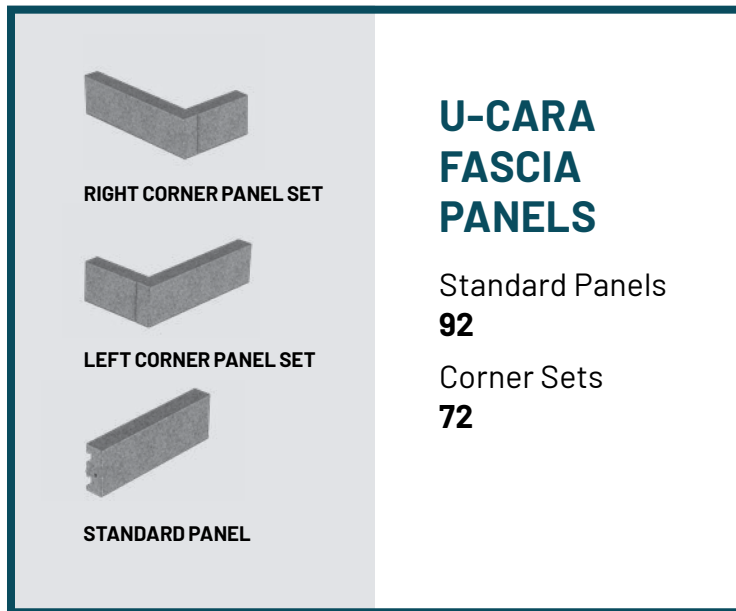 RIGHT CORNER PANEL SET
LEFT CORNER PANEL SET
STANDARD PANEL
U-CARA
FASCIA
PANELS
Standard Panels
92
Corner Sets
72